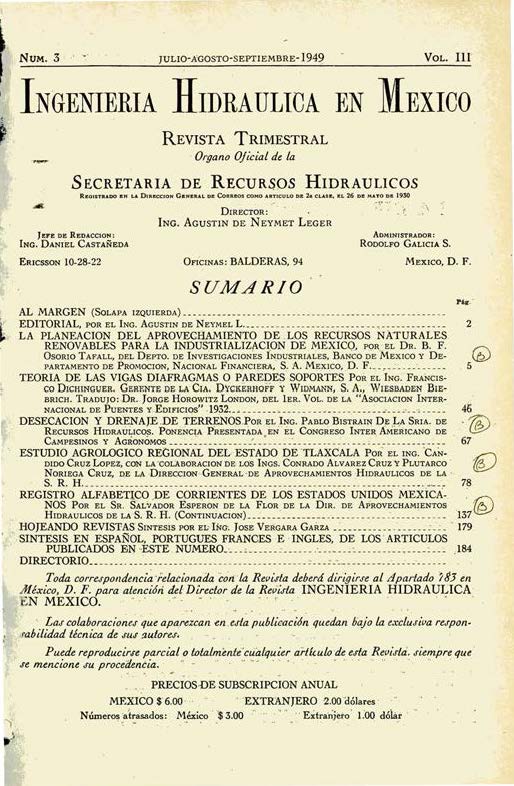 NUM. 3 JULIO-AGOSTO-SEPTIEMBRE-1949 VOL. III
INGENIERIA HIDRAULICA EN MEXICO
REVISTA TRIMESTRAL
Organo Oficial de la
SECRETARIA DE RECURSOS HIDRAULICOS
REGISTRADO EN LA DIRECCION GENERAL DE CORREOS COMO ARTICULO DE 2a CLASE, EL 26 DE MAYO DE 1930
DIRECTOR:
ING. AGUSTIN DE NEYMET LEGER
JEFE DE REDACCION: ADMINISTRADOR:
ING. DANIEL CASTAÑEDA RODOLFO GALICIA S.
ERICSSON 10-28-22 OFICINAS: BALDERAS, 94 MEXICO, D. F.
SUMARIO
Pág.
AL MARGEN (SOLAPA IZQUIERDA)
EDITORIAL, POR EL ING. AGUSTIN DE NEYMEL L. 2
LA PLANEACION DEL APROVECHAMIENTO DE LOS RECURSOS NATURALES
RENOVABLES PARA LA INDUSTRIALIZACION DE MEXICO, POR EL DR. B. F.
OSORIO TAFALL, DEL DEPTO. DE INVESTIGACIONES INDUSTRIALES, BANCO DE MEXICO Y DE-
PARTAMENTO DE PROMOCION, NACIONAL FINANCIERA, S. A. MEXICO, D. F. 5 B
TEORIA DE LAS VIGAS DIAFRAGMAS O PAREDES SOPORTES POR EL ING. FRANCIS-
CO DICHINGUER. GERENTE DE LA CIA. DYCKERHOFF Y WIDMANN, S. A., WIESBADEN BIE-
BRICH. TRADUJO: DR. JORGE HOROWITZ LONDON, DEL 1ER. VOL. DE LA "ASOCIACION INTER-
NACIONAL DE PUENTES Y EDIFICIOS" 1932 46
DESECACION Y DRENAJE DE TERRENOS POR EL ING. PABLO BISTRAIN DE LA SRIA. DE
RECURSOS HIDRAULICOS. PONENCIA PRESENTADA EN EL CONGRESO INTER AMERICANO DE
CAMPESINOS Y AGRONOMOS 67 B
ESTUDIO AGROLOGICO REGIONAL DEL ESTADO DE TLAXCALA POR EL ING. CAN-
DIDO CRUZ LOPEZ, CON LA COLABORACION DE LOS INGS. CONRADO ALVAREZ CRUZ Y PLUTARCO
NORIEGA CRUZ, DE LA DIRECCION GENERAL DE APROVECHAMIENTOS HIDRAULICOS DE LA
S. R. H. 78 B
REGISTRO ALFABETICO DE CORRIENTES DE LOS ESTADOS UNIDOS MEXICA-
NOS POR EL SR. SALVADOR ESPERON DE LA FLOR DE LA DIR. DE APROVECHAMIENTOS
HIDRAULICOS DE LA S. R. H. (CONTINUACION) 137 B
HOJEANDO REVISTAS SINTESIS POR EL ING. JOSE VERGARA GARZA 179
SINTESIS EN ESPAÑOL, PORTUGUES FRANCES E INGLES, DE LOS ARTICULOS
PUBLICADOS EN ESTE NUMERO 184
DIRECTORIO
Toda correspondencia relacionada con la Revista deberá dirigirse al Apartado 783 en
México, D. F. para atención del Director de la Revista INGENIERIA HIDRAULICA
EN MEXICO.
Las colaboraciones que aparezcan en esta publicación quedan bajo la exclusiva respon-
sabilidad técnica de sus autores.
Puede reproducirse parcial o totalmente cualquier artículo de esta Revista, siempre que
se mencione su procedencia.
PRECIOS DE SUBSCRIPCION ANUAL
MEXICO $ 6.00 EXTRANJERO 2.00 dólares
Números atrasados: México $ 3.00 Extranjero 1.00 dólar